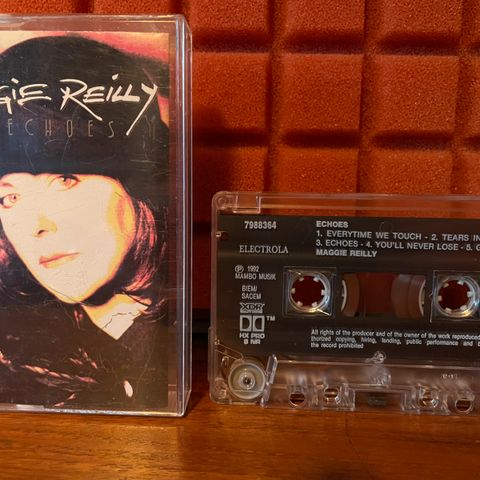 GIE REILLY
ECHOES
7988364
ELECTROLA
℗ 1992
MAMBO MUSIK
BIEM/
SACEM
XDR
HX PRO
B NR
ECHOES
1. EVERYTIME WE TOUCH - 2. TEARS IN
3. ECHOES - 4. YOU'LL NEVER LOSE - 5. G
MAGGIE REILLY
All rights of the producer and of the owner of the work reproduced
thorized copying, hiring, lending, public performance and b
the record prohibited